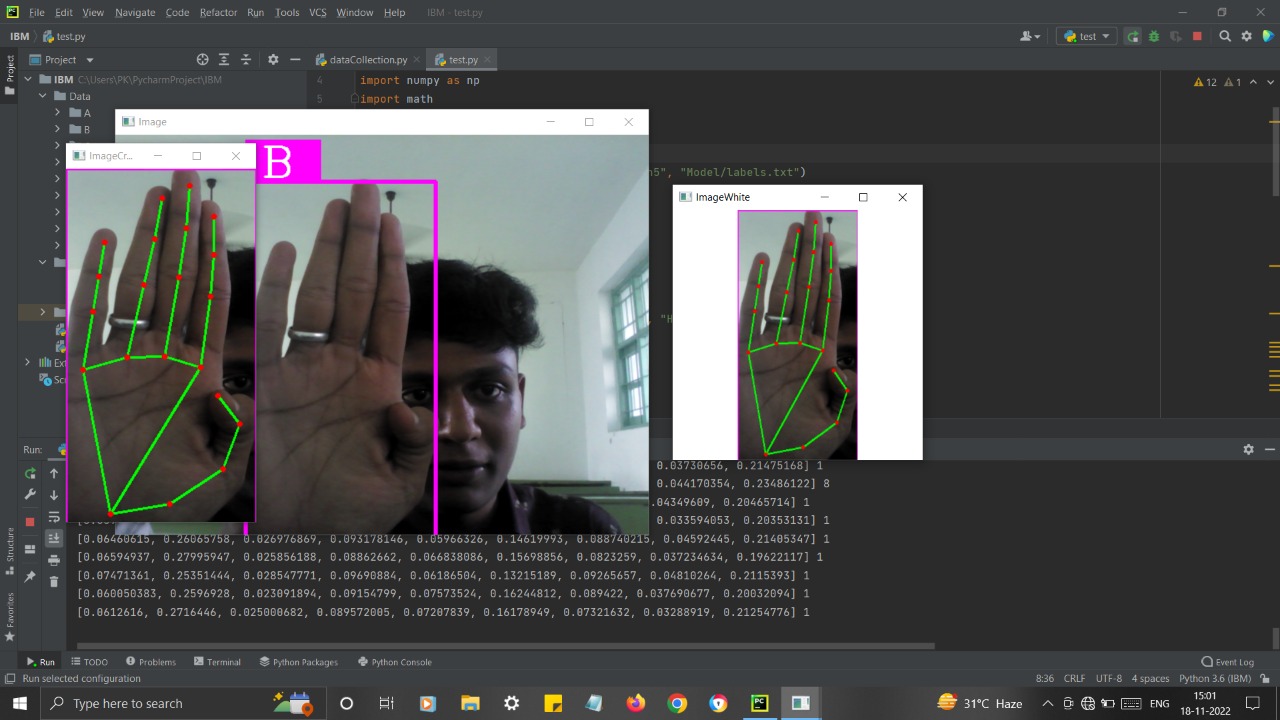 File Edit View Navigate Code Refactor Run Tools VCS Window Help IBM - test.py
IBM test.py test
Project dataCollection.py test.py
Project
IBM C:\Users\PK\PycharmProject\IBM
Data
A
B
4 import numpy as np
5 import math
12 1
Image
ImageCr...
B
n5", "Model/labels.txt")
ImageWhite
, "H
Ext
Scr
Run:
0.03730656, 0.21475168] 1
0.044170354, 0.23486122] 8
.04349609, 0.20465714] 1
0.033594053, 0.20353131] 1
[0.06460615, 0.26065758, 0.026976869, 0.093178146, 0.05966326, 0.14619993, 0.088740215, 0.04592445, 0.21405347] 1
[0.06594937, 0.27995947, 0.025856188, 0.08862662, 0.066838086, 0.15698856, 0.0823259, 0.037234634, 0.19622117] 1
[0.07471361, 0.25351444, 0.028547771, 0.09690884, 0.06186504, 0.13215189, 0.09265657, 0.04810264, 0.2115393] 1
[0.060050383, 0.2596928, 0.023091894, 0.09154799, 0.07573524, 0.16244812, 0.089422, 0.037690677, 0.20032094] 1
[0.0612616, 0.2716446, 0.025000682, 0.089572005, 0.07207839, 0.16178949, 0.07321632, 0.03288919, 0.21254776] 1
Structure
Favorites
Run TODO Problems Terminal Python Packages Python Console Event Log
Run selected configuration 8:36 CRLF UTF-8 4 spaces Python 3.6 (IBM)
Type here to search 31°C Haze ENG 15:01
IN 18-11-2022